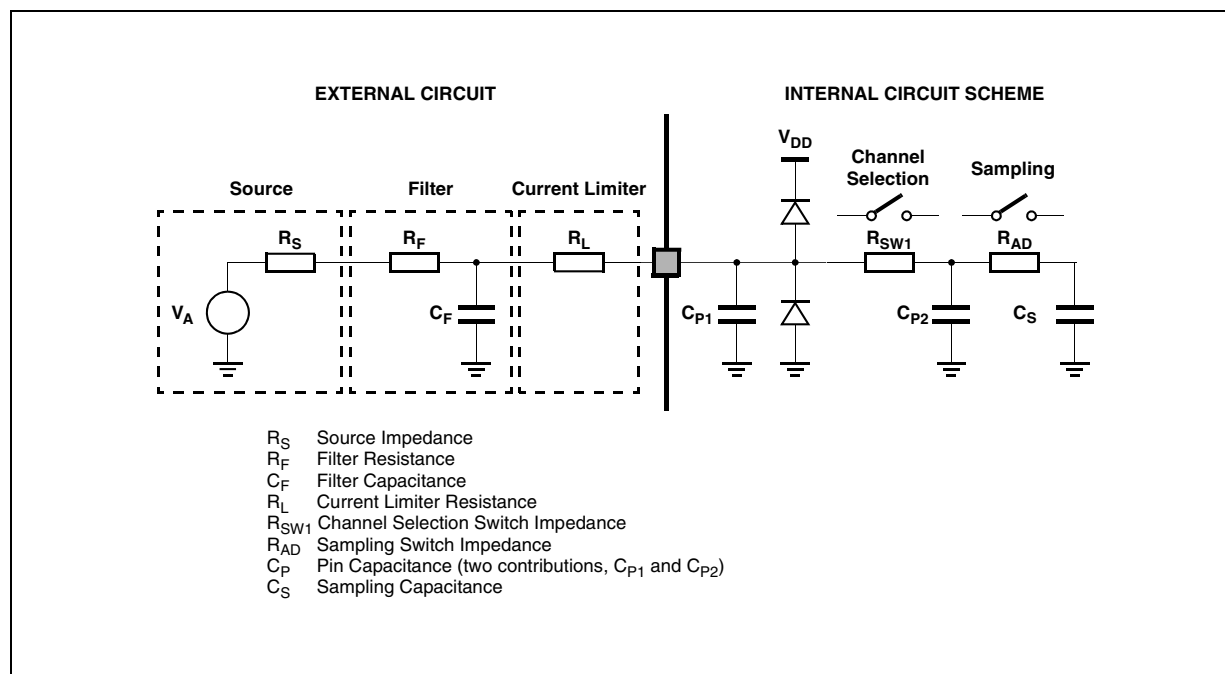 EXTERNAL CIRCUIT
INTERNAL CIRCUIT SCHEME
VDD
Channel
Selection
Sampling
Source
Filter
Current Limiter
RS
RF
RL
RSW1
RAD
VA
CF
CP1
CP2
CS
RS Source Impedance
RF Filter Resistance
CF Filter Capacitance
RL Current Limiter Resistance
RSW1 Channel Selection Switch Impedance
RAD Sampling Switch Impedance
CP Pin Capacitance (two contributions, CP1 and CP2)
CS Sampling Capacitance